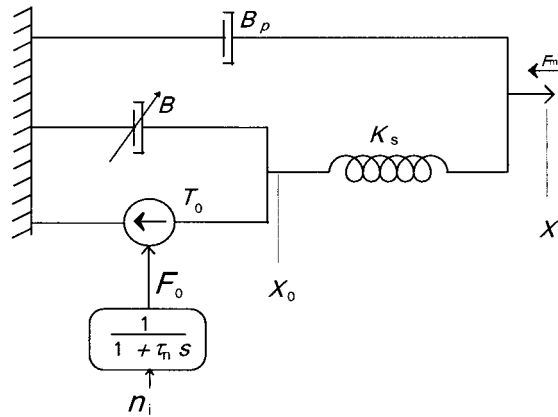 B_p
F_m
B
K_s
T_0
X
F_0
X_0
1
1 + τ_n s
n_i